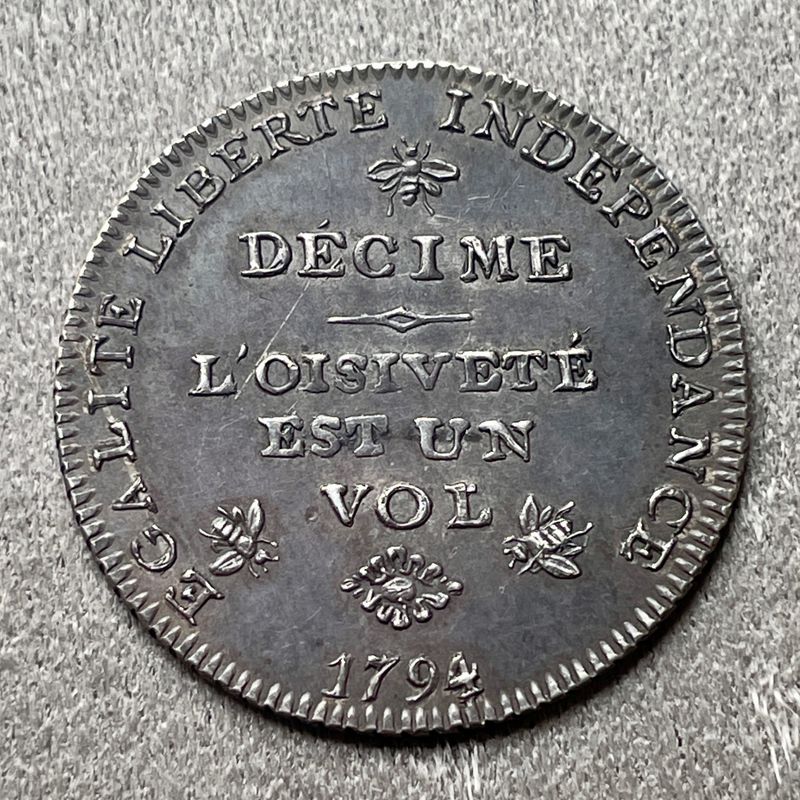 EGALITE LIBERTE INDEPENDANCE
DÉCIME
L'OISIVETÉ
EST UN
VOL
1794